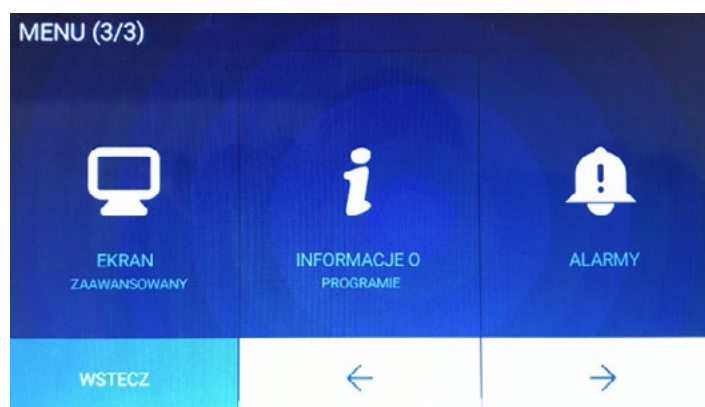 MENU (3/3)
EKRAN
ZAAWANSOWANY
INFORMACJE O
PROGRAMIE
ALARMY
WSTECZ